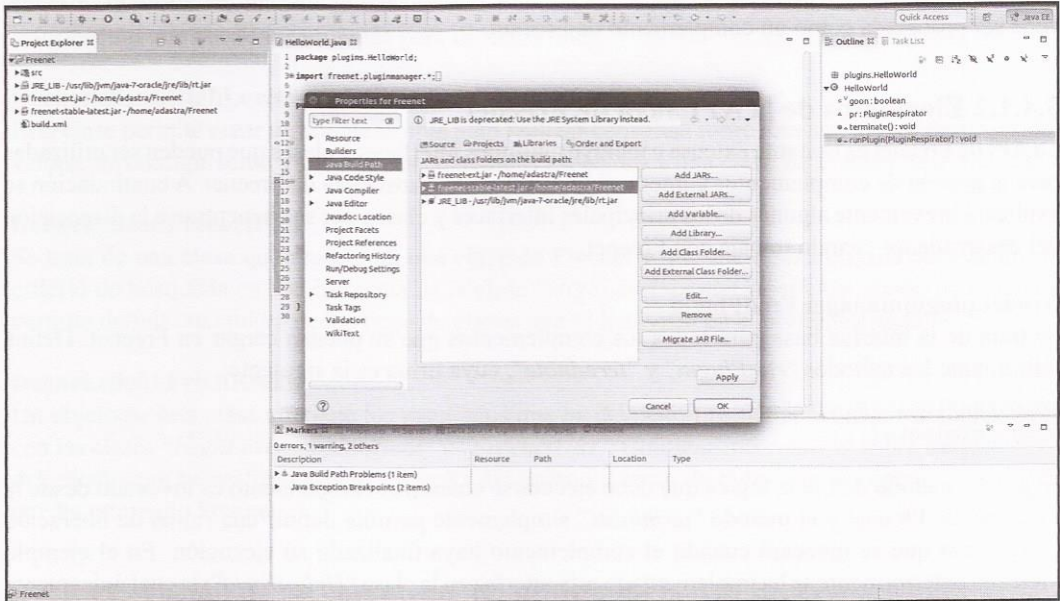 Quick Access
Java EE
Project Explorer
Freenet
src
JRE_LIB - /usr/lib/jvm/java-7-oracle/jre/lib/rt.jar
freenet-ext.jar - /home/adastra/Freenet
freenet-stable-latest.jar - /home/adastra/Freenet
build.xml
HelloWorld.java
1 package plugins.HelloWorld;
2
3 import freenet.pluginmanager.*;
Properties for Freenet
type filter text
Resource
Builders
Java Build Path
Java Code Style
Java Compiler
Java Editor
Javadoc Location
Project Facets
Project References
Refactoring History
Run/Debug Settings
Server
Task Repository
Task Tags
Validation
WikiText
JRE_LIB is deprecated: Use the JRE System Library instead.
Source
Projects
Libraries
Order and Export
JARs and class folders on the build path:
freenet-ext.jar - /home/adastra/Freenet
freenet-stable-latest.jar - /home/adastra/Freenet
JRE_LIB - /usr/lib/jvm/java-7-oracle/jre/lib/rt.jar
Add JARs...
Add External JARs...
Add Variable...
Add Library...
Add Class Folder...
Add External Class Folder...
Edit...
Remove
Migrate JAR File...
Apply
Cancel
OK
Outline
Task List
plugins.HelloWorld
HelloWorld
goon : boolean
pr : PluginRespirator
terminate() : void
runPlugin(PluginRespirator) : void
Markers
0 errors, 1 warning, 2 others
Description Resource Path Location Type
Java Build Path Problems (1 item)
Java Exception Breakpoints (2 items)
Freenet